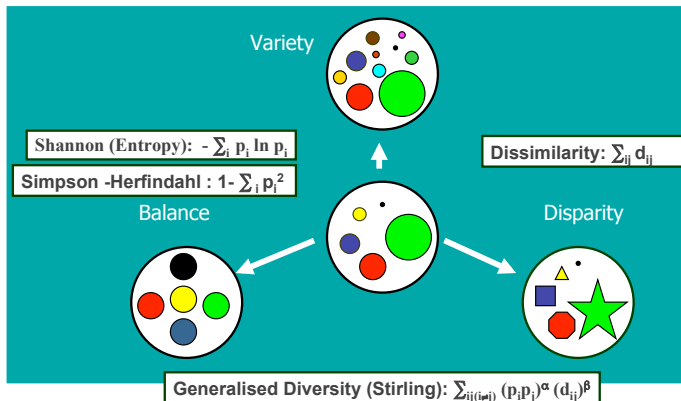 Variety
Shannon (Entropy): - ∑ᵢ pᵢ ln pᵢ
Dissimilarity: ∑ᵢⱼ dᵢⱼ
Simpson -Herfindahl : 1- ∑ ᵢ pᵢ²
Balance
Disparity
Generalised Diversity (Stirling): ∑ᵢⱼ₍ᵢ≠ⱼ₎ (pᵢpⱼ)ᵅ (dᵢⱼ)ᵝ